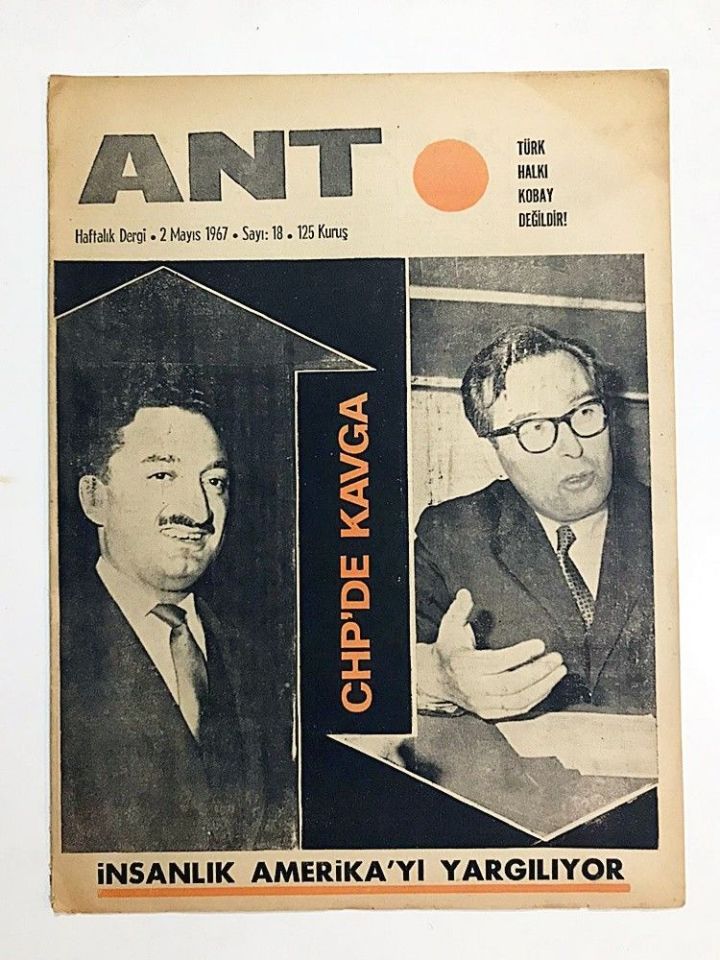 ANT
TÜRK
HALKI
KOBAY
DEĞİLDİR!
Haftalık Dergi • 2 Mayıs 1967 • Sayı: 18 • 125 Kuruş
CHP'DE KAVGA
İNSANLIK AMERİKA'YI YARGILIYOR